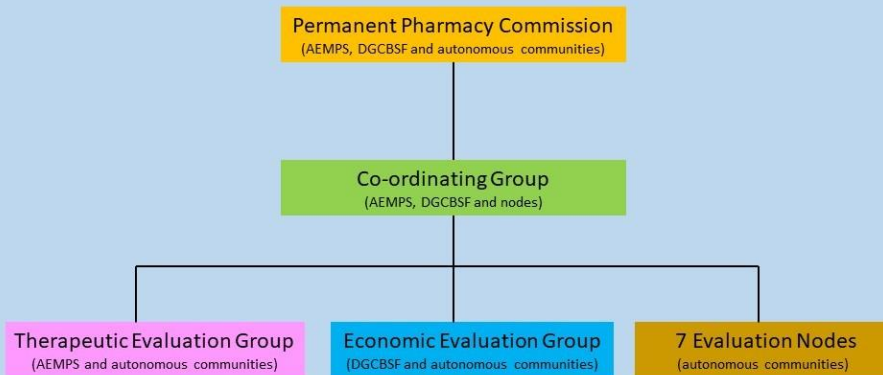 Permanent Pharmacy Commission
(AEMPS, DGCBSF and autonomous communities)
Co-ordinating Group
(AEMPS, DGCBSF and nodes)
Therapeutic Evaluation Group
(AEMPS and autonomous communities)
Economic Evaluation Group
(DGCBSF and autonomous communities)
7 Evaluation Nodes
(autonomous communities)